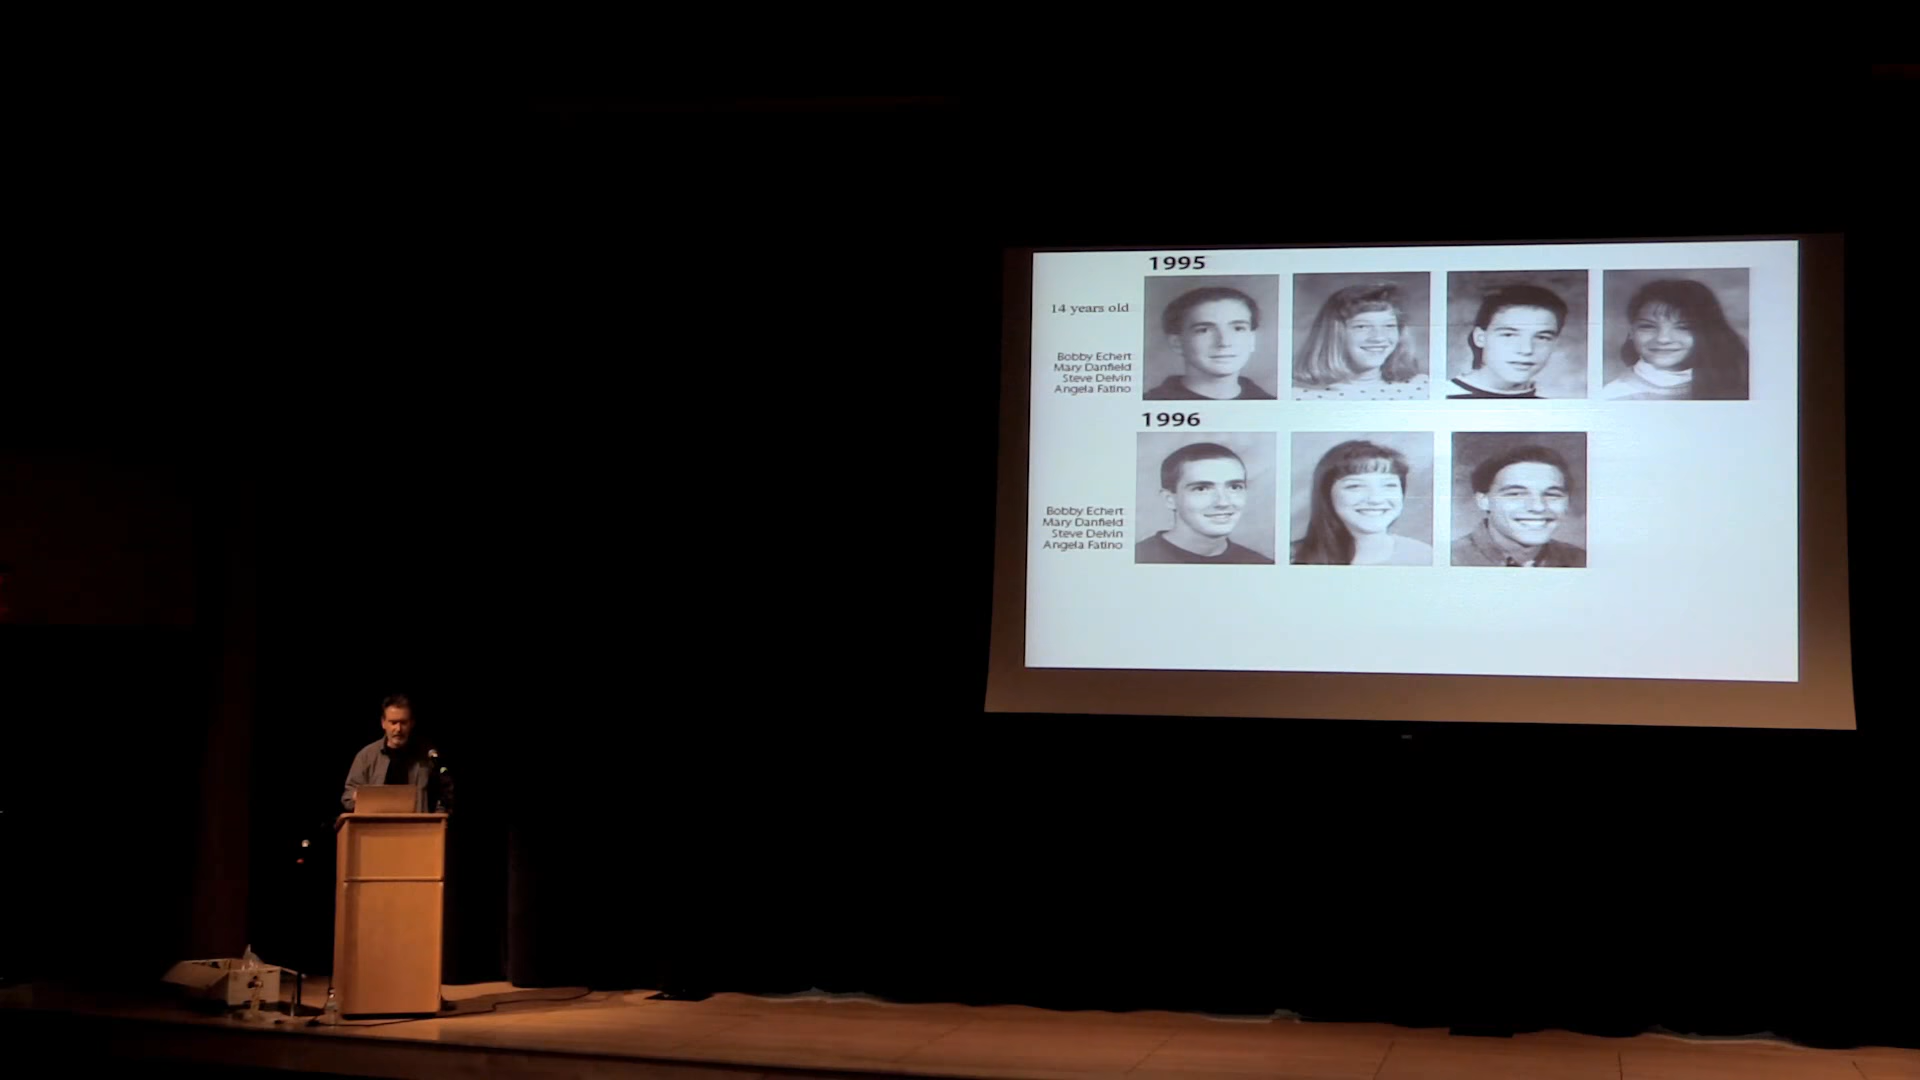 1995
14 years old
Bobby Echert
Mary Danfield
Steve Delvin
Angela Fatino
1996
Bobby Echert
Mary Danfield
Steve Delvin
Angela Fatino